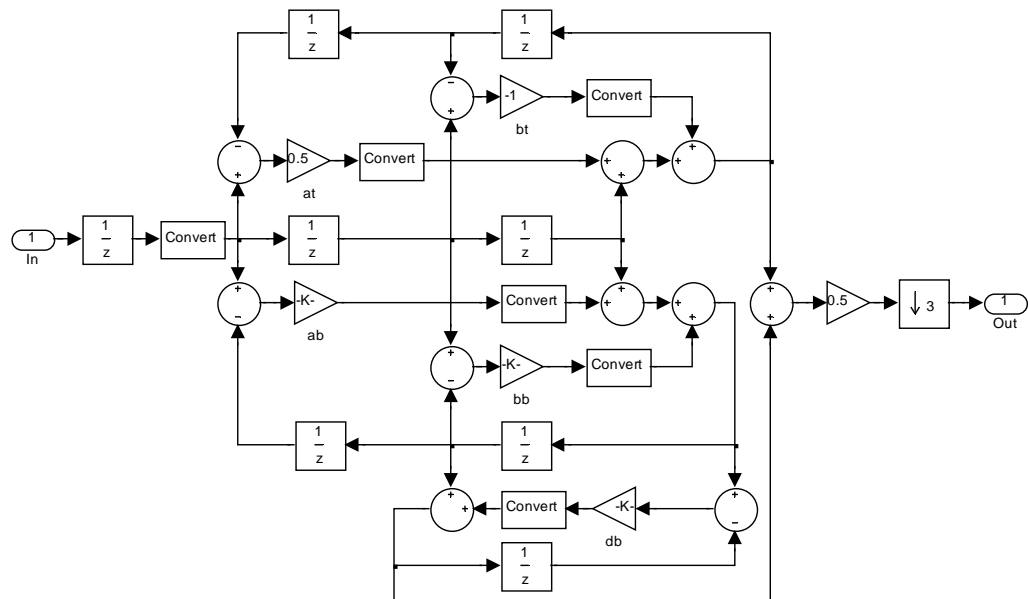 1
z
1
z
-
+
-1
bt
Convert
-
+
0.5
at
Convert
+
+
+
+
1
In
1
z
Convert
1
z
1
z
+
-
-K-
ab
Convert
+
+
+
+
+
+
0.5
3
1
Out
+
-
-K-
bb
Convert
1
z
1
z
+
+
Convert
-K-
db
+
-
1
z